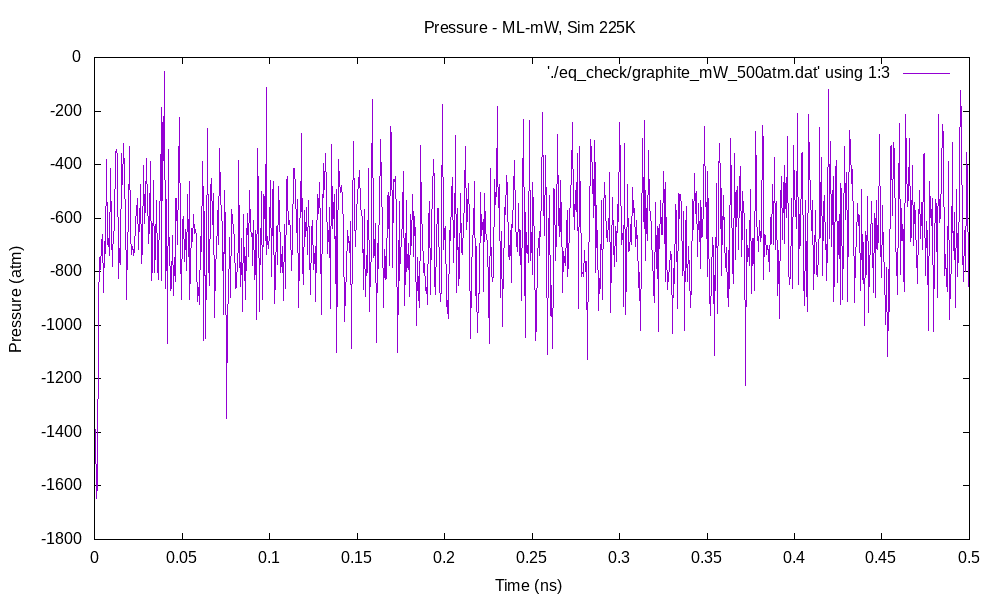 Pressure - ML-mW, Sim 225K
'./eq_check/graphite_mW_500atm.dat' using 1:3
0
-200
-400
-600
-800
-1000
-1200
-1400
-1600
-1800
Pressure (atm)
0 0.05 0.1 0.15 0.2 0.25 0.3 0.35 0.4 0.45 0.5
Time (ns)